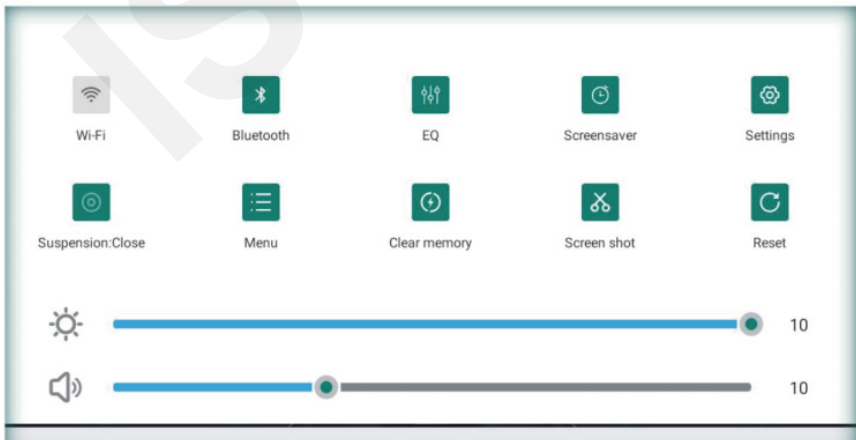 Wi-Fi Bluetooth EQ Screensaver Settings
Suspension:Close Menu Clear memory Screen shot Reset
10
10